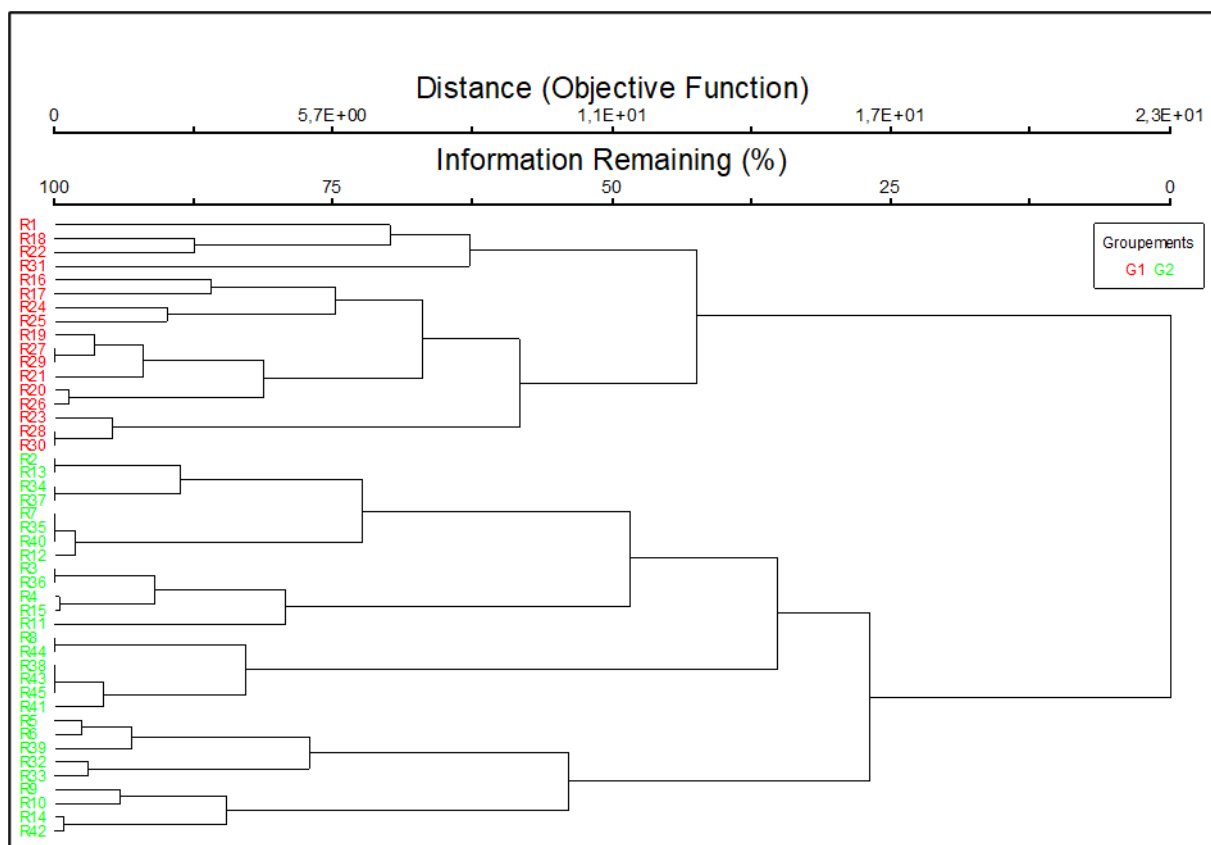 Distance (Objective Function)
0 5,7E+00 1,1E+01 1,7E+01 2,3E+01
Information Remaining (%)
100 75 50 25 0
Groupements
G1 G2
R1
R18
R22
R31
R16
R17
R24
R25
R19
R27
R29
R21
R20
R26
R23
R28
R30
R2
R13
R34
R37
R7
R35
R40
R12
R3
R36
R4
R15
R11
R8
R44
R38
R43
R45
R41
R5
R6
R39
R32
R33
R9
R10
R14
R42